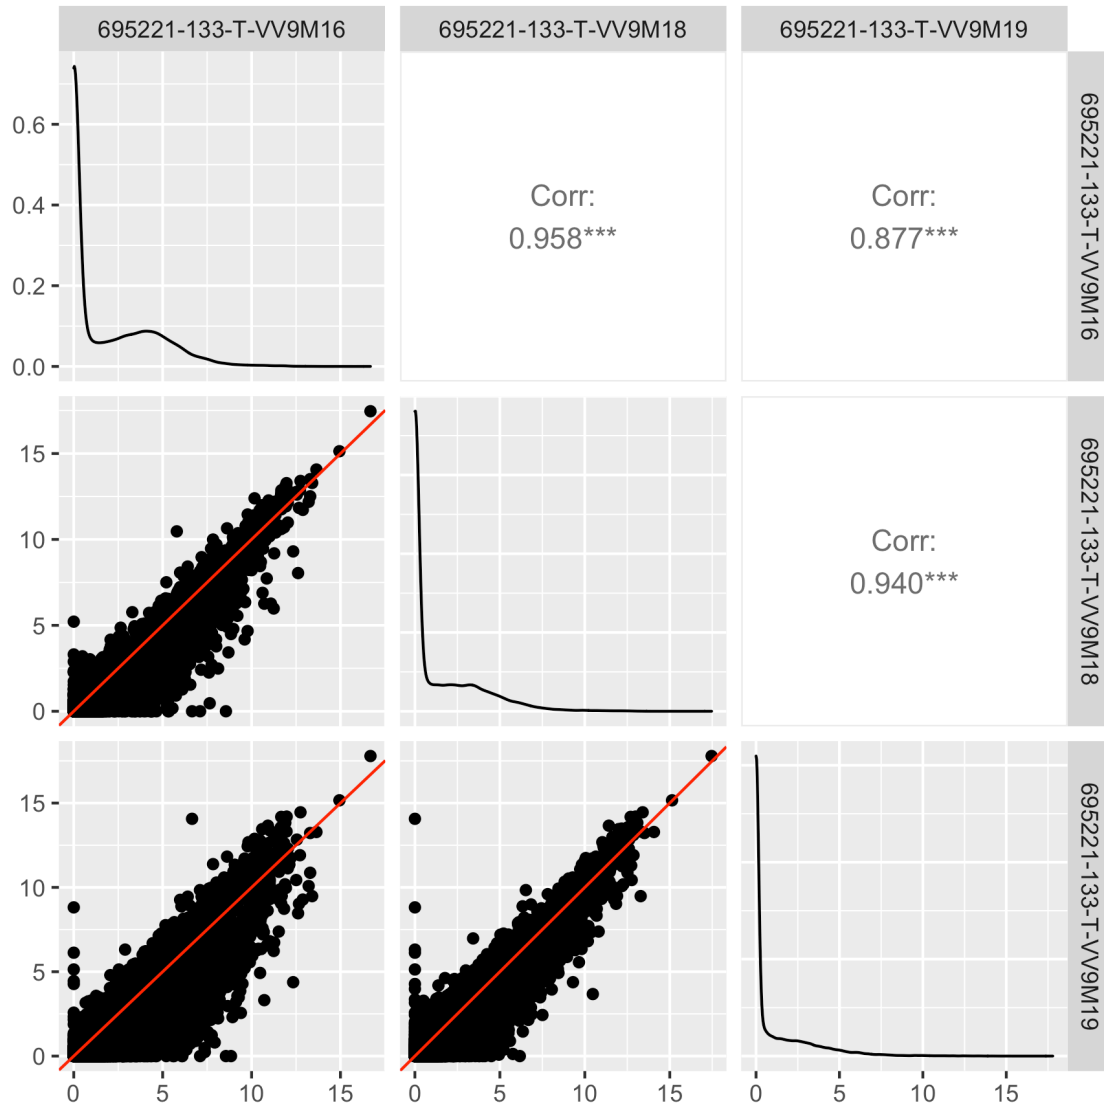 695221-133-T-VV9M16
695221-133-T-VV9M18
695221-133-T-VV9M19
0.6
0.4
0.2
0.0
Corr:
0.958***
Corr:
0.877***
695221-133-T-VV9M16
15
10
5
0
Corr:
0.940***
695221-133-T-VV9M18
15
10
5
0
695221-133-T-VV9M19
0 5 10 15
0 5 10 15
0 5 10 15